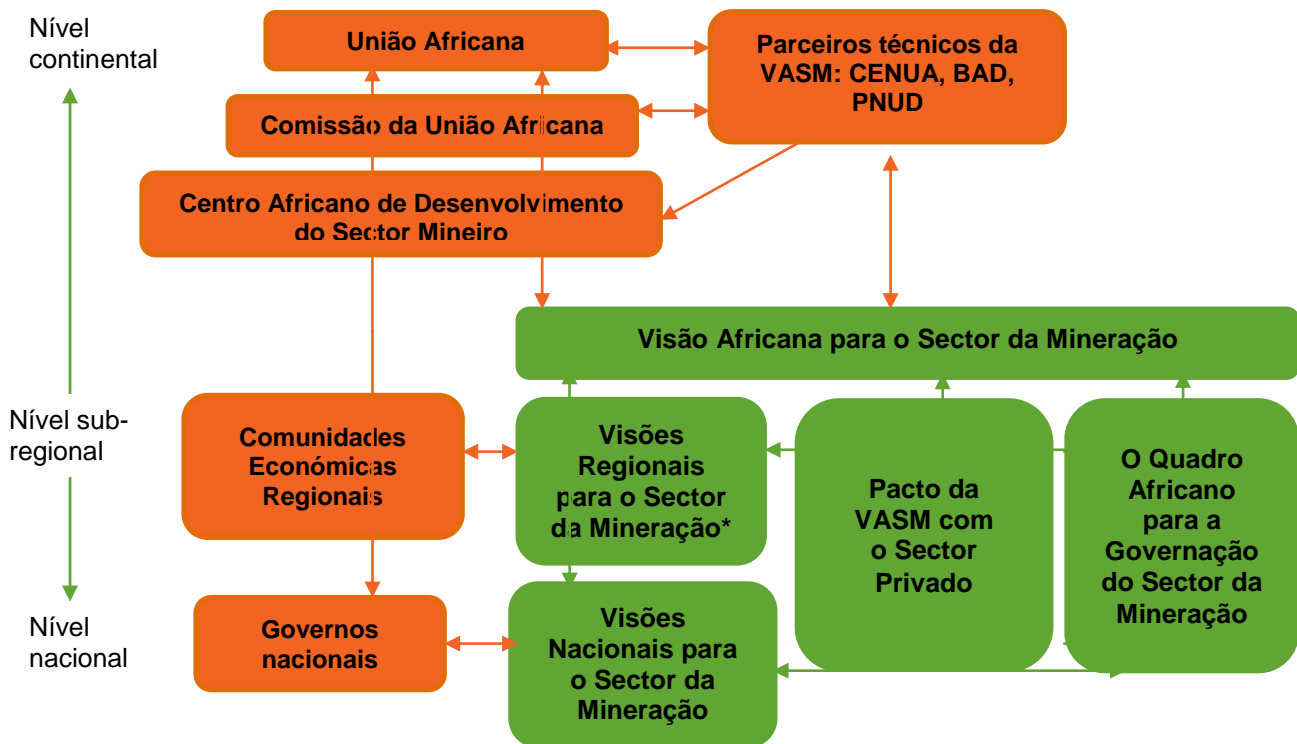 Nível
continental
União Africana
Parceiros técnicos da
VASM: CENUA, BAD,
PNUD
Comissão da União Africana
Centro Africano de Desenvolvimento
do Sector Mineiro
Visão Africana para o Sector da Mineração
Nível sub-
regional
Comunidades
Económicas
Regionais
Visões
Regionais
para o Sector
da Mineração*
Pacto da
VASM com
o Sector
Privado
O Quadro
Africano
para a
Governação
do Sector da
Mineração
Nível
nacional
Governos
nacionais
Visões
Nacionais para
o Sector da
Mineração